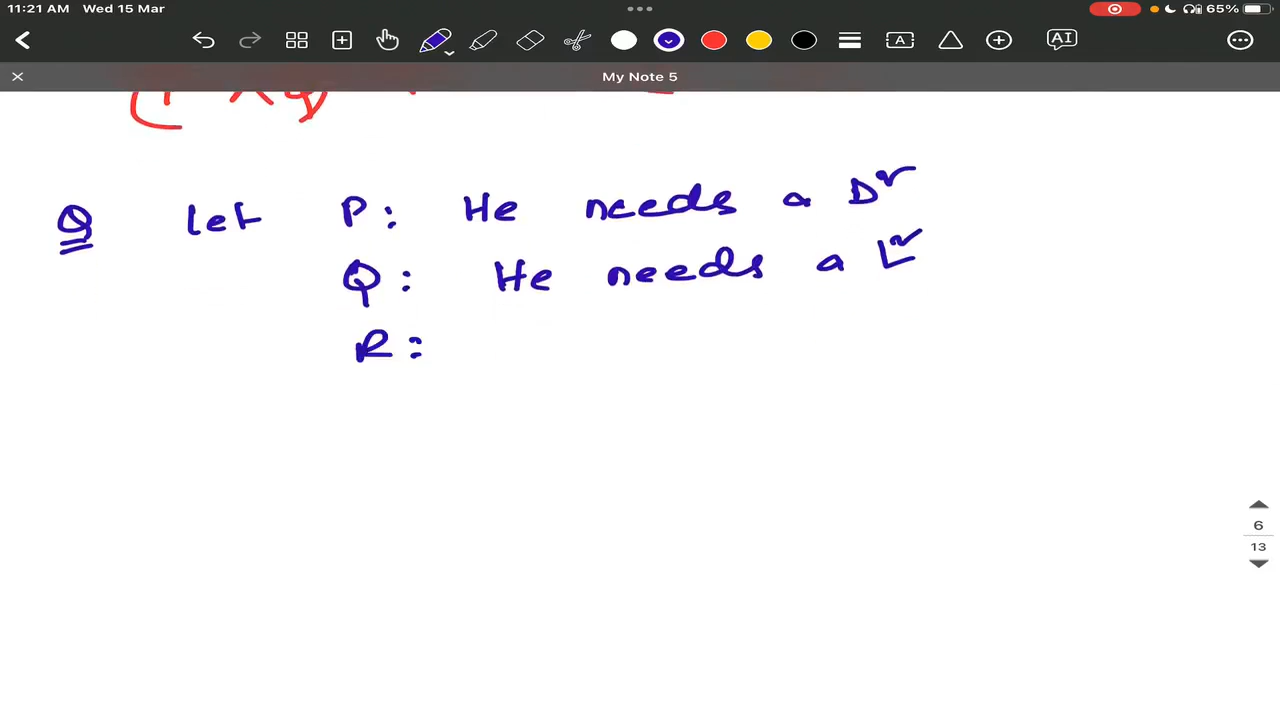 11:21 AM Wed 15 Mar
65%
AI
My Note 5
Q let P: He needs a Dr
Q: He needs a Lr
R:
6
13